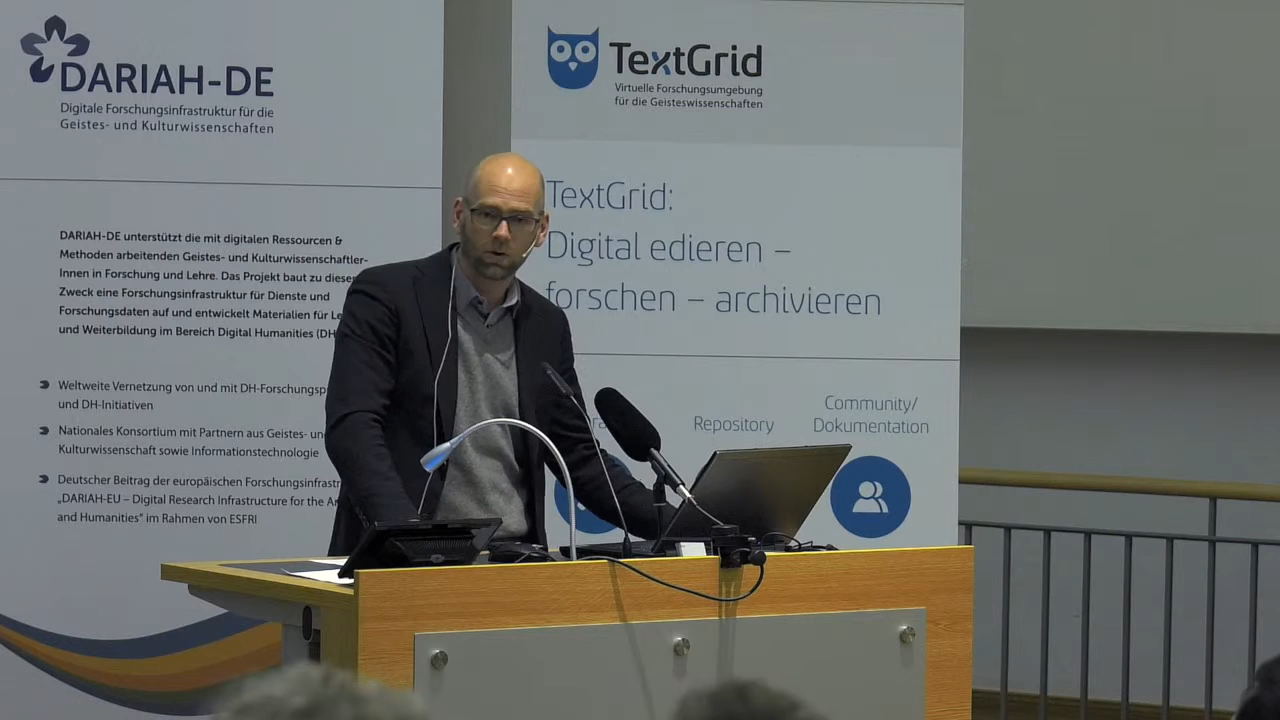 DARIAH-DE
Digitale Forschungsinfrastruktur für die
Geistes- und Kulturwissenschaften
DARIAH-DE unterstützt die mit digitalen Ressourcen &
Methoden arbeitenden Geistes- und Kulturwissenschaftler-
Innen in Forschung und Lehre. Das Projekt baut zu
Zweck eine Forschungsinfrastruktur für Dienste und
Forschungsdaten auf und entwickelt Materialien für
und Weiterbildung im Bereich Digital Humanities
Weltweite Vernetzung von und mit
und DH-Initiativen
Nationales Konsortium mit Partnern aus Geistes-
Kulturwissenschaft sowie Informationstechnologie
Deutscher Beitrag der europäischen
„DARIAH-EU – Digital Research Infrastructure for the
and Humanities“ im Rahmen von ESFRI
TextGrid
Virtuelle Forschungsumgebung
für die Geisteswissenschaften
TextGrid:
Digital edieren –
forschen – archivieren
Repository
Community/
Dokumentation